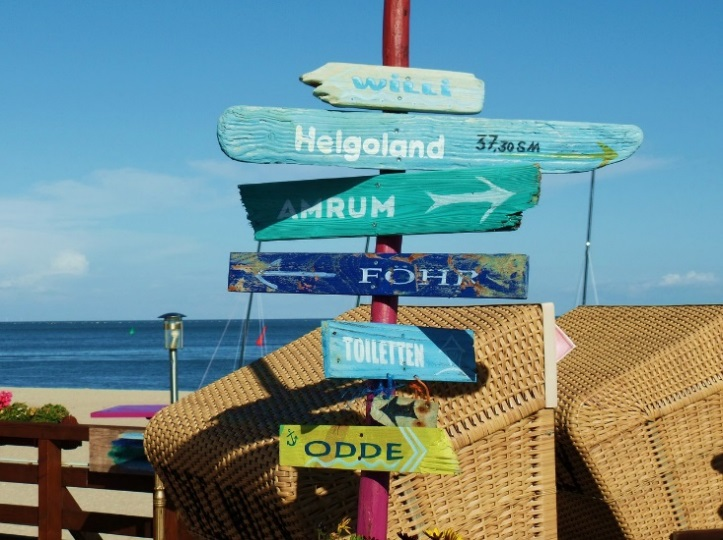 WILLI
Helgoland 37,30 SM
AMRUM
FÖHR
TOILETTEN
ODDE